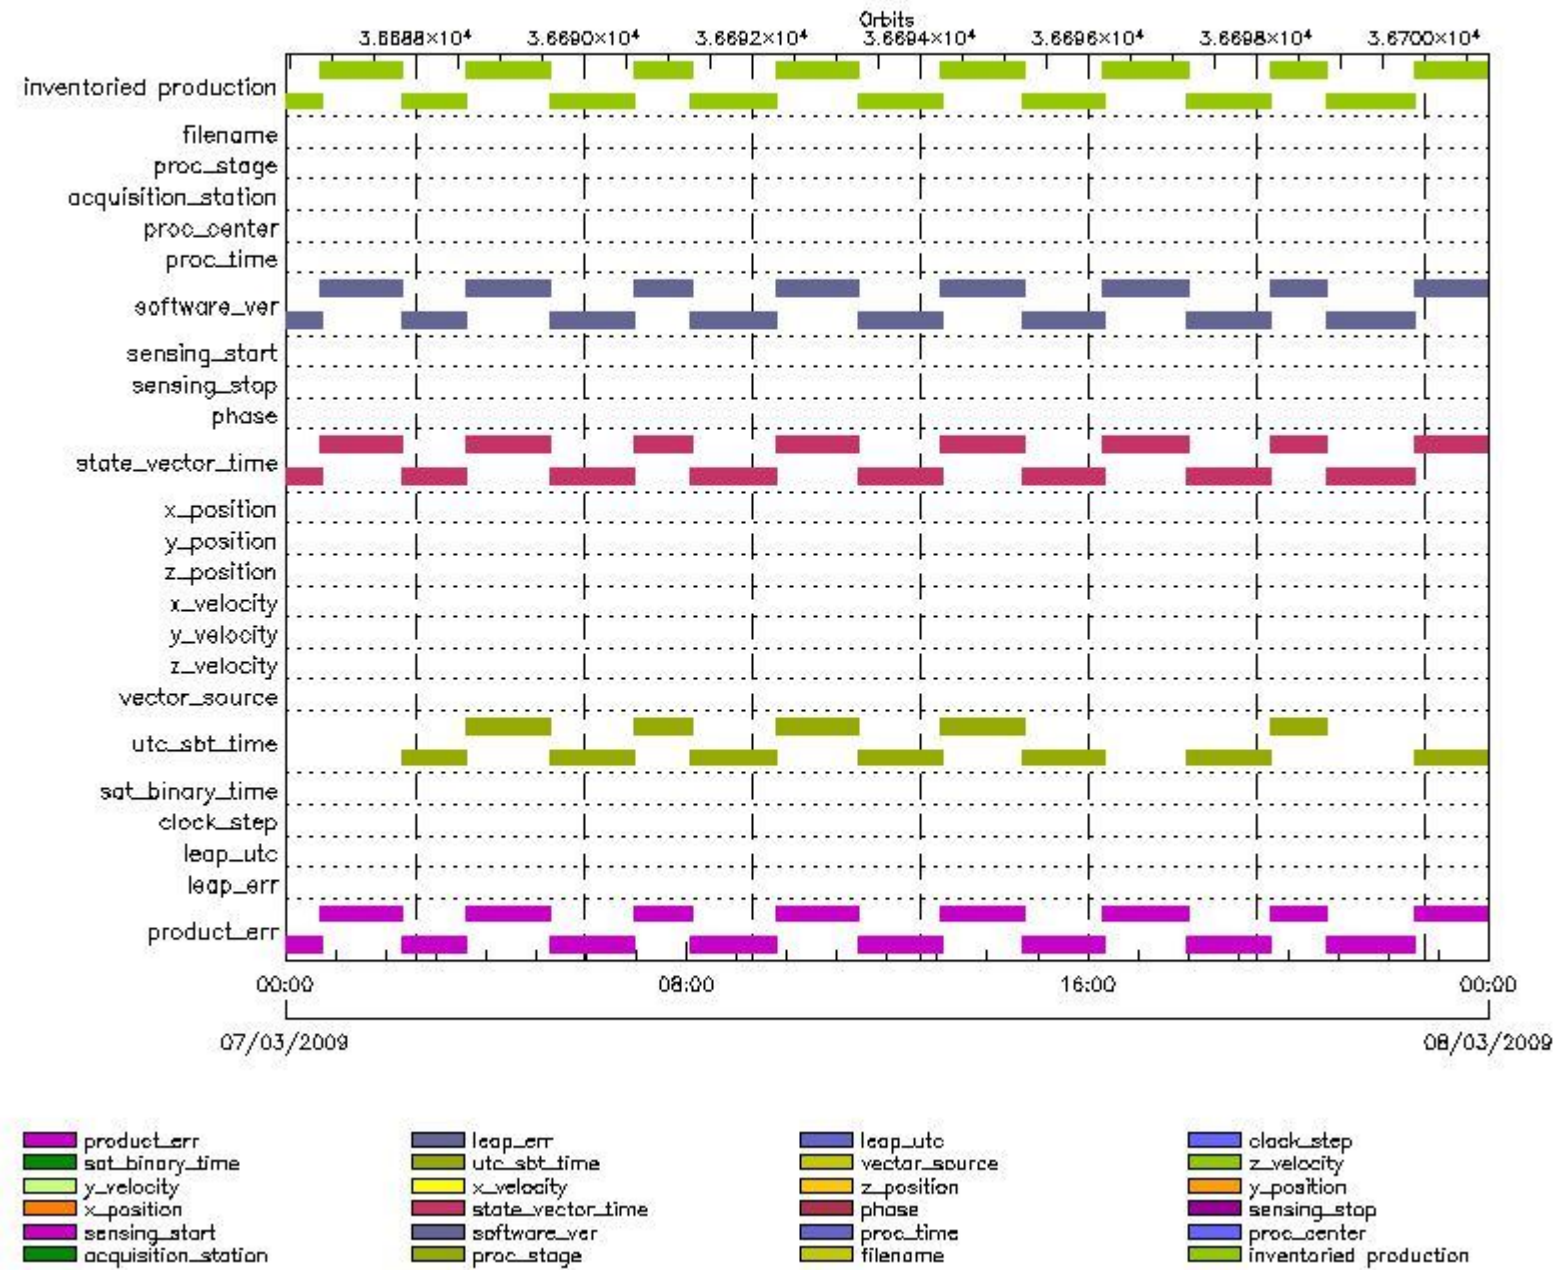 Orbits
3.6688×10⁴ 3.6690×10⁴ 3.6692×10⁴ 3.6694×10⁴ 3.6696×10⁴ 3.6698×10⁴ 3.6700×10⁴
inventoried production
filename
proc_stage
acquisition_station
proc_center
proc_time
software_ver
sensing_start
sensing_stop
phase
state_vector_time
x_position
y_position
z_position
x_velocity
y_velocity
z_velocity
vector_source
utc_sbt_time
sat_binary_time
clock_step
leap_utc
leap_err
product_err
00:00 08:00 16:00 00:00
07/03/2009 08/03/2009
product_err leap_err leap_utc clock_step
sat_binary_time utc_sbt_time vector_source z_velocity
y_velocity x_velocity z_position y_position
x_position state_vector_time phase sensing_stop
sensing_start software_ver proc_time proc_center
acquisition_station proc_stage filename inventoried production